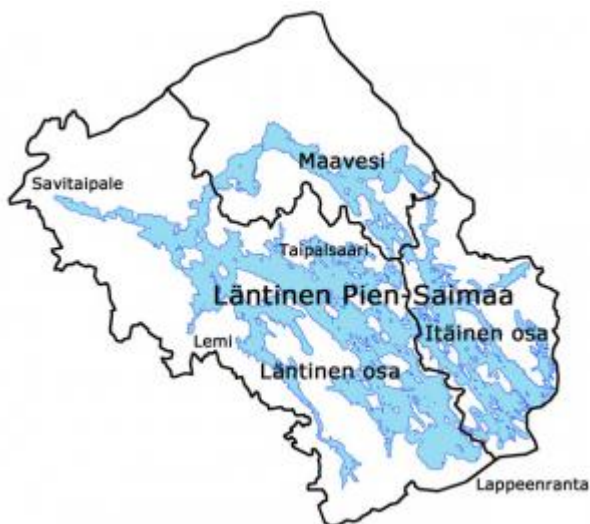 Maavesi
Savitaipale
Taipalsaari
Läntinen Pien-Saimaa
Itäinen osa
Lemi
Läntinen osa
Lappeenranta